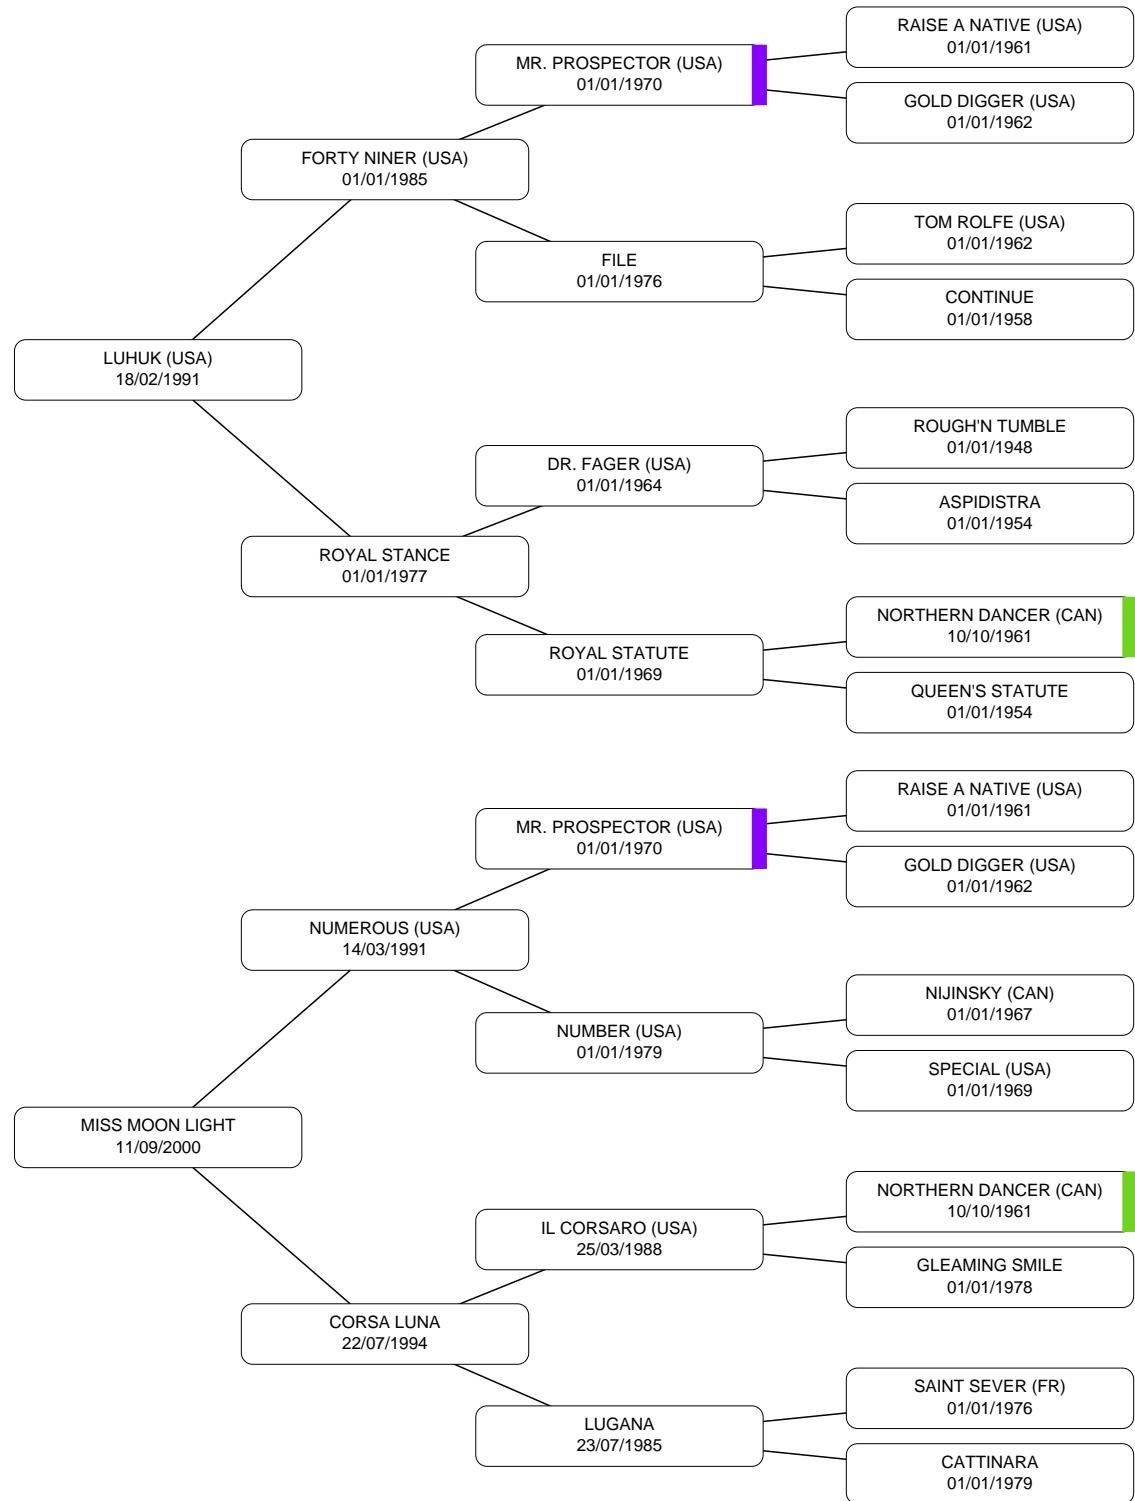 RAISE A NATIVE (USA)
01/01/1961
MR. PROSPECTOR (USA)
01/01/1970
GOLD DIGGER (USA)
01/01/1962
FORTY NINER (USA)
01/01/1985
TOM ROLFE (USA)
01/01/1962
FILE
01/01/1976
CONTINUE
01/01/1958
LUHUK (USA)
18/02/1991
ROUGH'N TUMBLE
01/01/1948
DR. FAGER (USA)
01/01/1964
ASPIDISTRA
01/01/1954
ROYAL STANCE
01/01/1977
NORTHERN DANCER (CAN)
10/10/1961
ROYAL STATUTE
01/01/1969
QUEEN'S STATUTE
01/01/1954
RAISE A NATIVE (USA)
01/01/1961
MR. PROSPECTOR (USA)
01/01/1970
GOLD DIGGER (USA)
01/01/1962
NUMEROUS (USA)
14/03/1991
NIJINSKY (CAN)
01/01/1967
NUMBER (USA)
01/01/1979
SPECIAL (USA)
01/01/1969
MISS MOON LIGHT
11/09/2000
NORTHERN DANCER (CAN)
10/10/1961
IL CORSARO (USA)
25/03/1988
GLEAMING SMILE
01/01/1978
CORSA LUNA
22/07/1994
SAINT SEVER (FR)
01/01/1976
LUGANA
23/07/1985
CATTINARA
01/01/1979